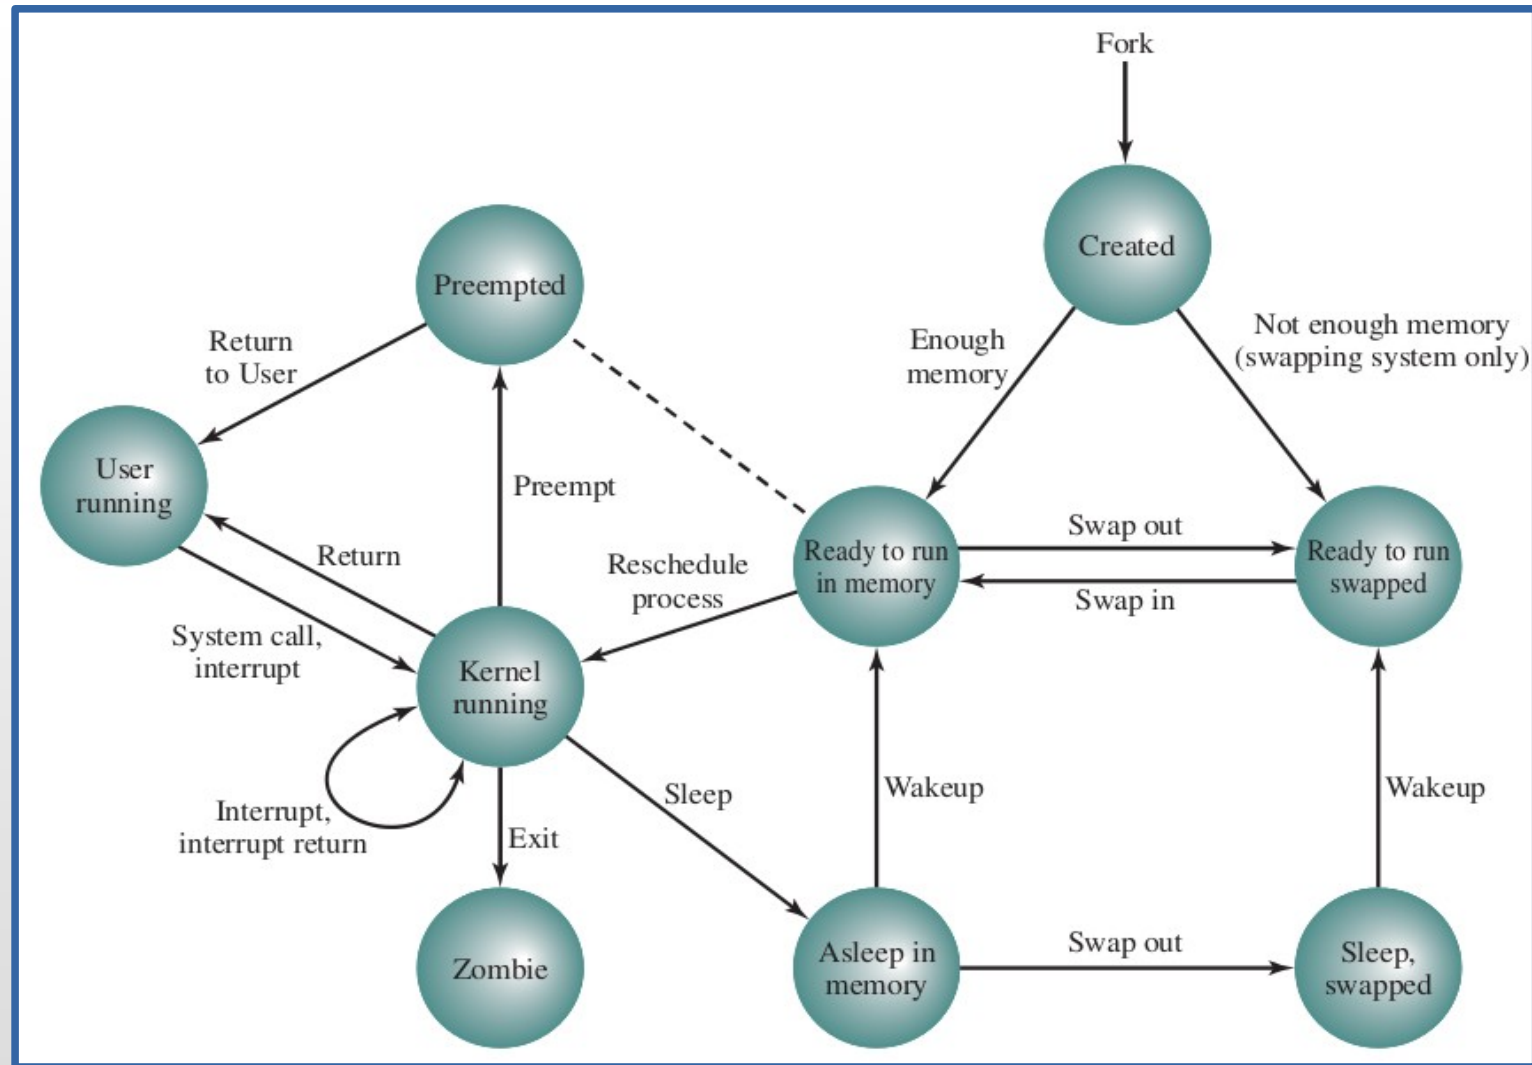 Fork
Created
Preempted
Enough
memory
Not enough memory
(swapping system only)
Return
to User
User
running
Preempt
Return
Reschedule
process
Ready to run
in memory
Swap out
Swap in
Ready to run
swapped
System call,
interrupt
Kernel
running
Interrupt,
interrupt return
Exit
Sleep
Wakeup
Wakeup
Zombie
Asleep in
memory
Swap out
Sleep,
swapped